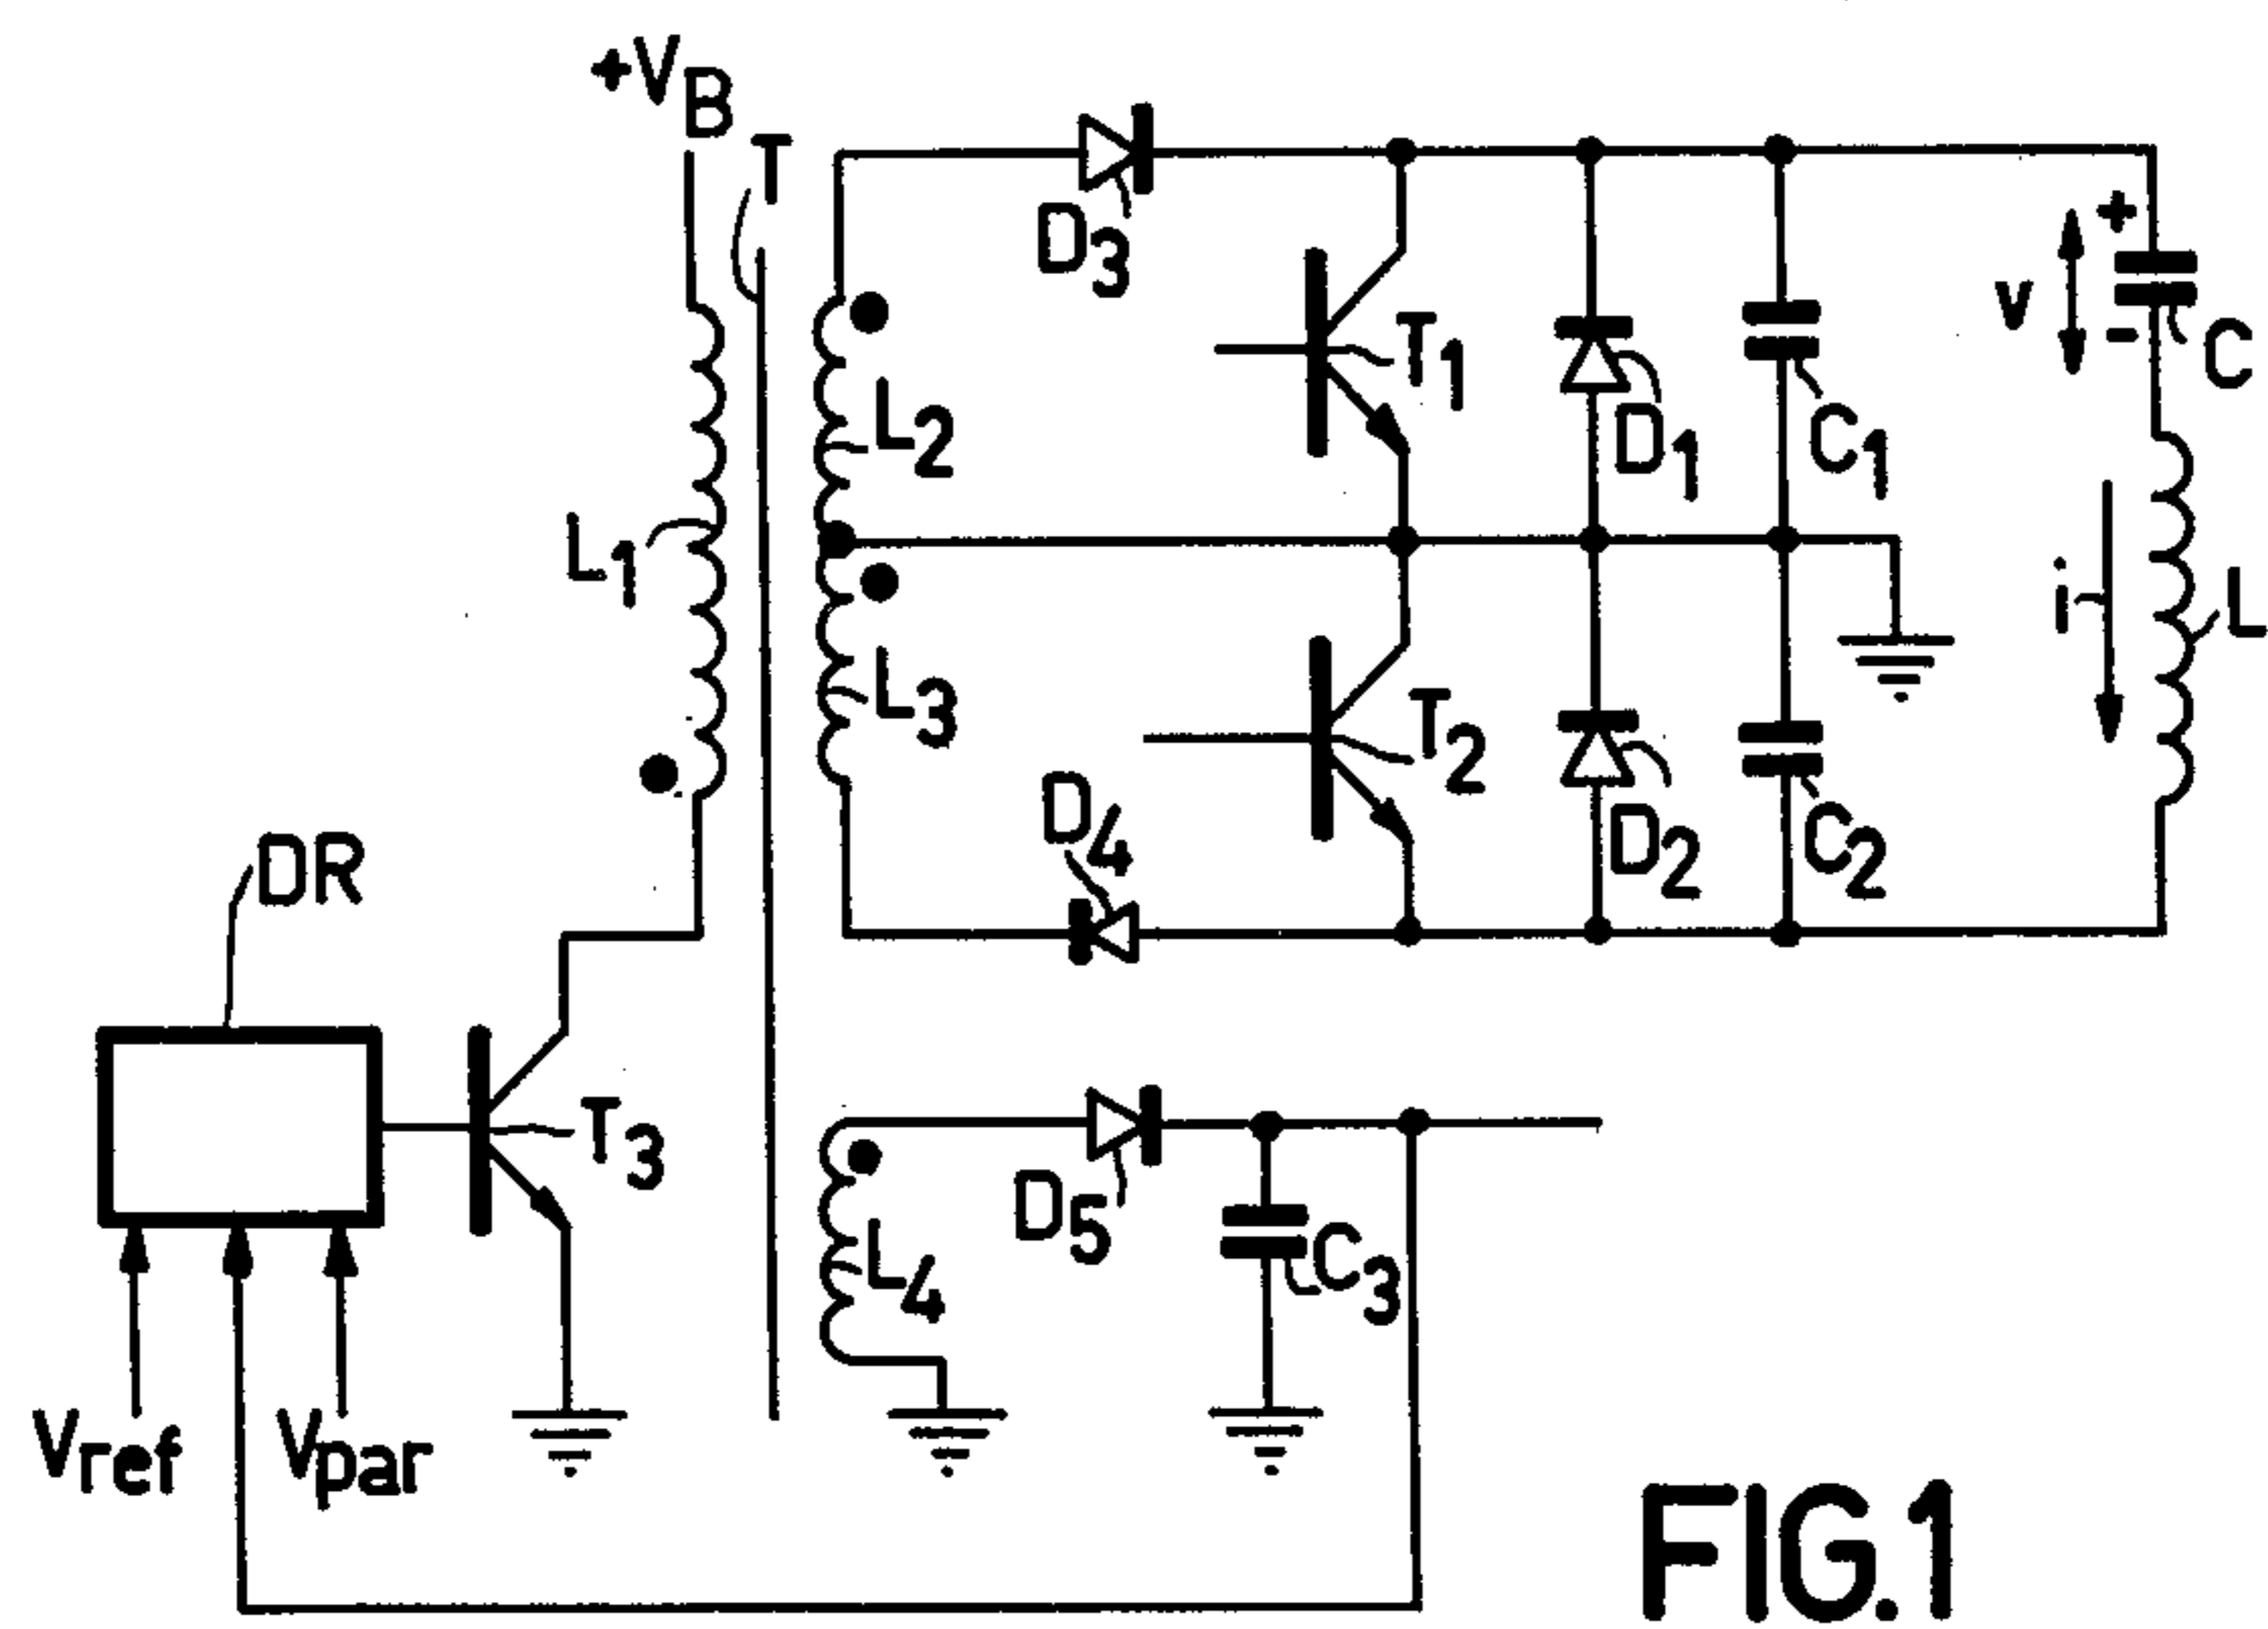 +VB
T
D3
T1
D1
C1
+
v
-
C
L2
L1
i
L
L3
T2
D2
C2
D4
DR
T3
D5
L4
C3
Vref
Vpar
FIG.1